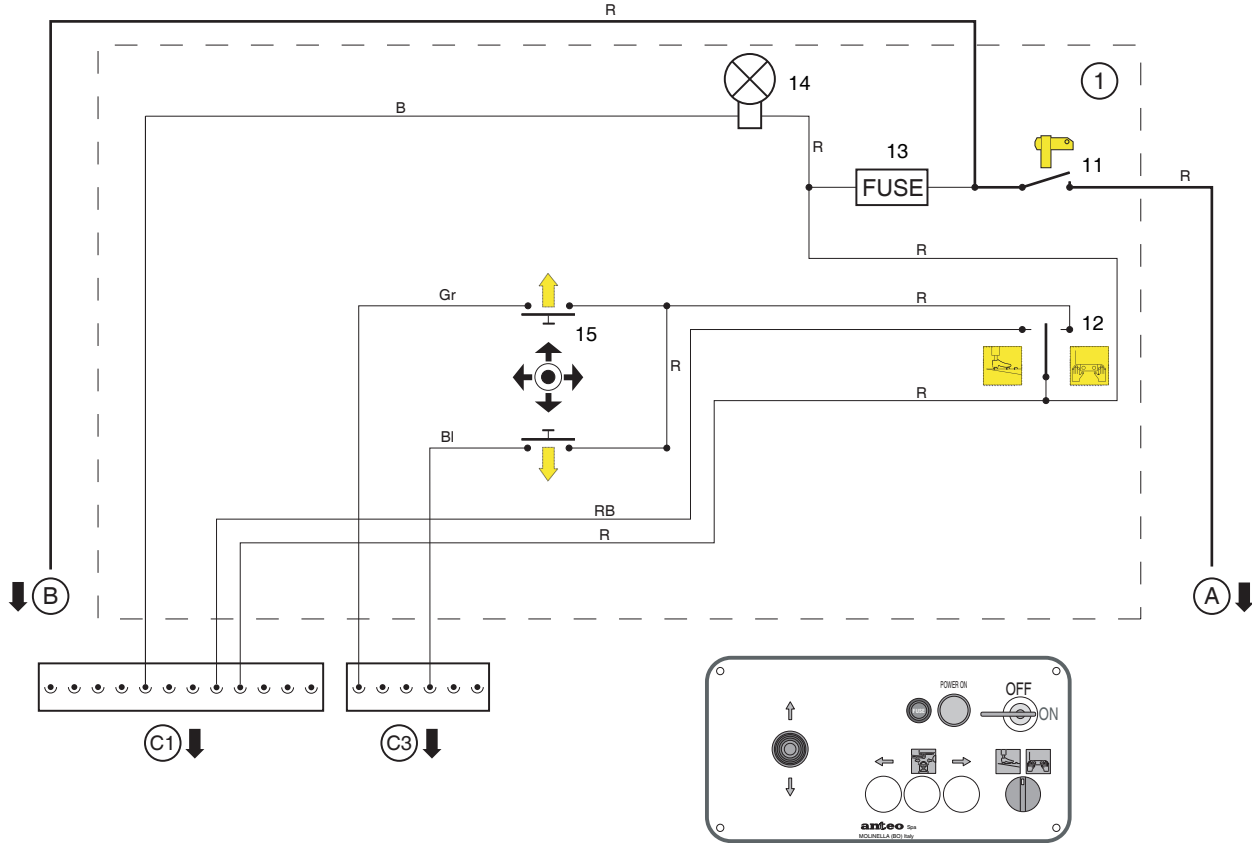 R
14
1
B
R
13
FUSE
11
R
R
Gr
R
12
15
R
R
Bl
RB
R
B
A
C1
C3
POWER ON
OFF
FUSE
ON
anteo Spa
MOLINELLA (BO) Italy